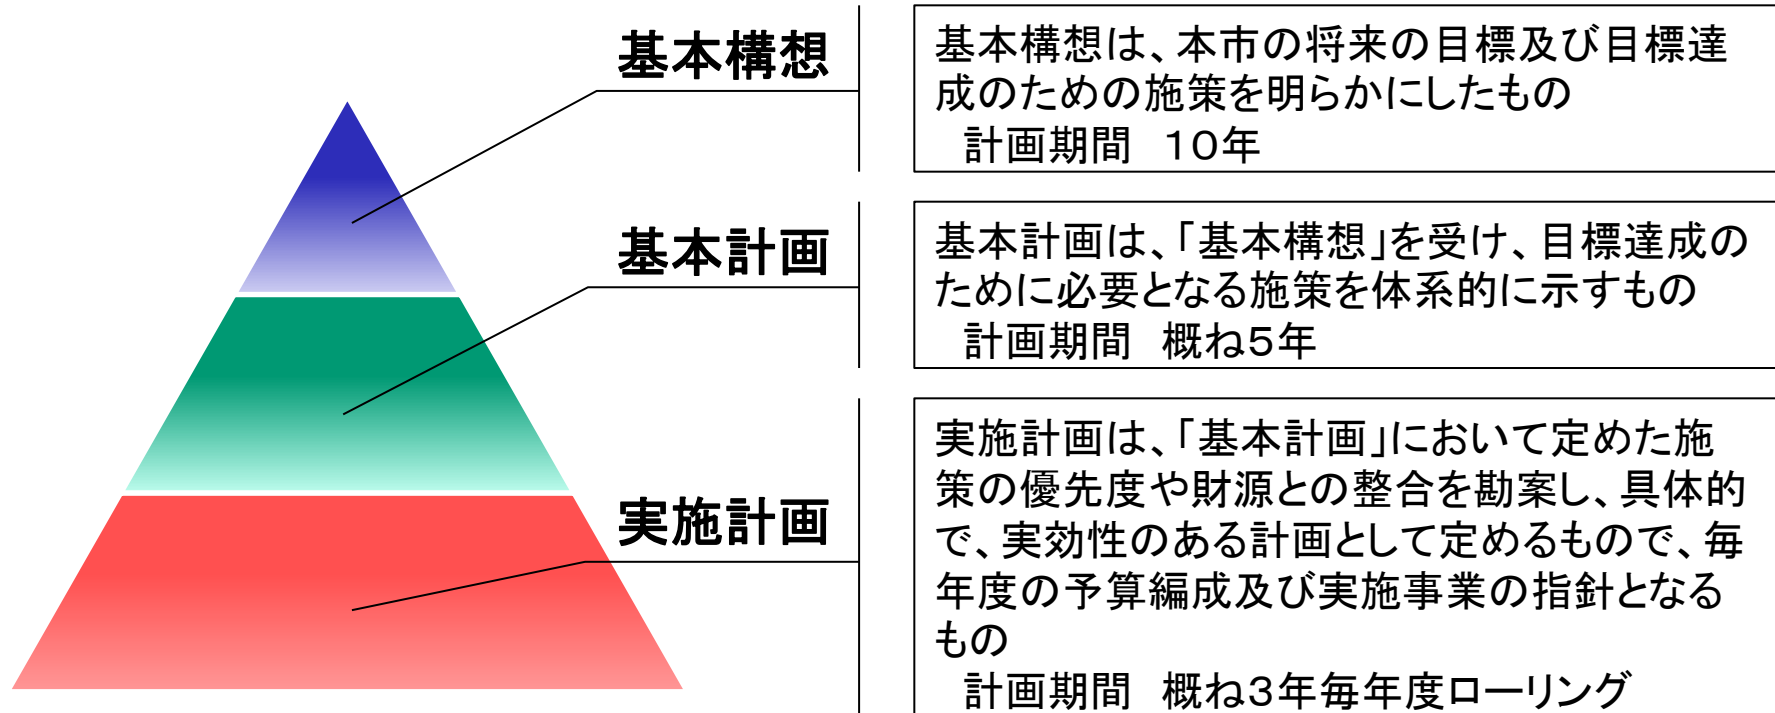 基本構想
基本構想は、本市の将来の目標及び目標達
成のための施策を明らかにしたもの
計画期間　１０年
基本計画
基本計画は、「基本構想」を受け、目標達成の
ために必要となる施策を体系的に示すもの
計画期間　概ね５年
実施計画
実施計画は、「基本計画」において定めた施
策の優先度や財源との整合を勘案し、具体的
で、実効性のある計画として定めるもので、毎
年度の予算編成及び実施事業の指針となる
もの
計画期間　概ね３年毎年度ローリング